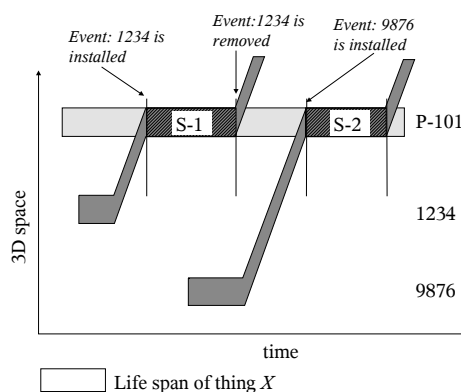 Event: 1234 is
installed
Event:1234 is
removed
Event: 9876
is installed
S-1
S-2
P-101
1234
9876
3D space
time
Life span of thing X